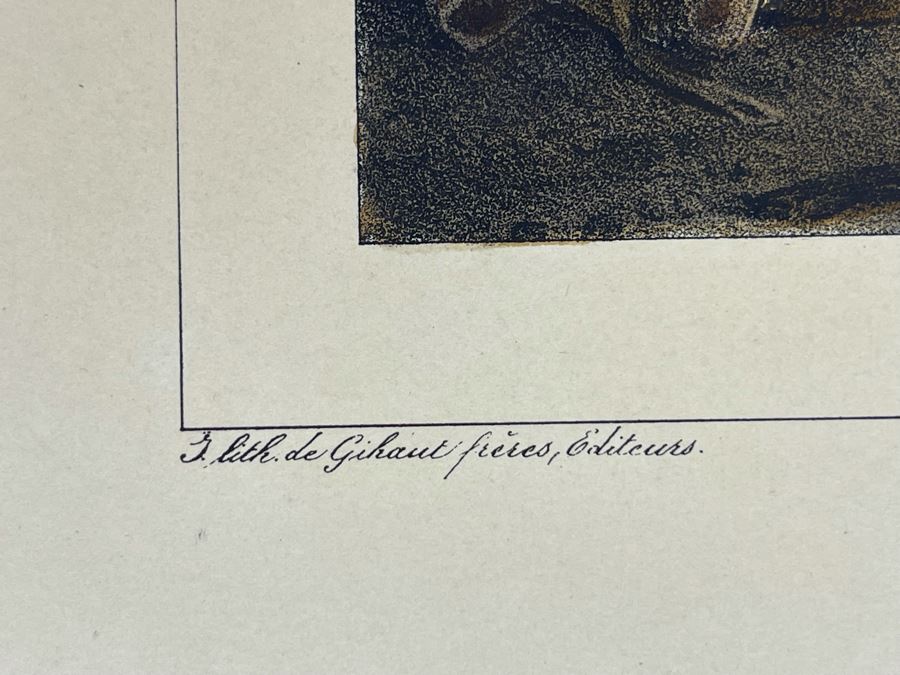 I. lith. de Gihaut frères, Editeurs.